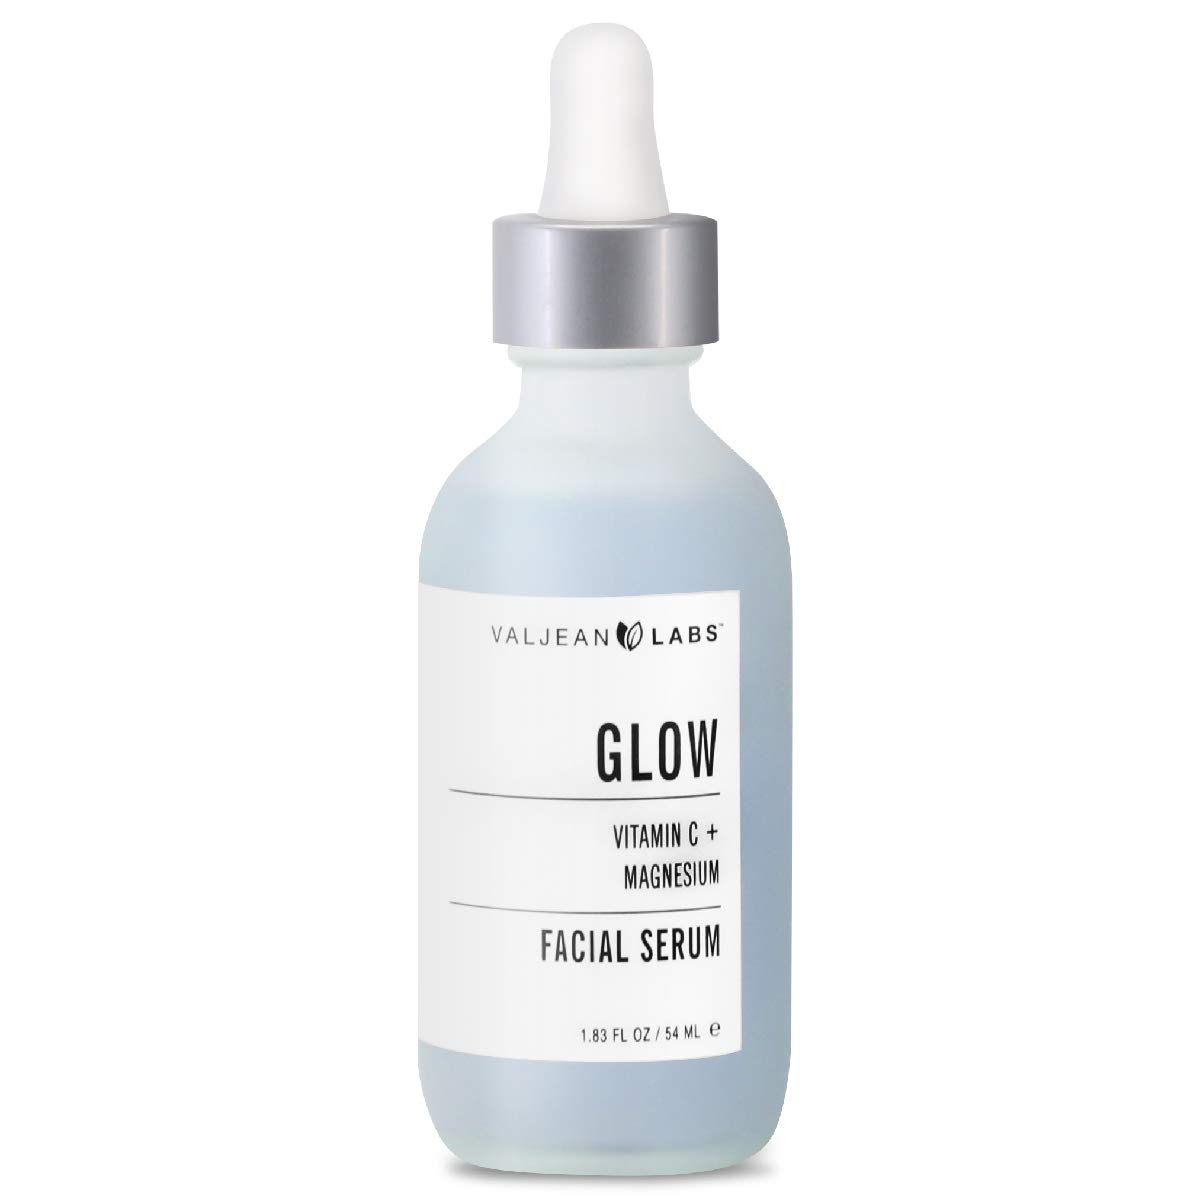 VALJEAN LABS™
GLOW
VITAMIN C +
MAGNESIUM
FACIAL SERUM
1.83 FL OZ / 54 ML ℮